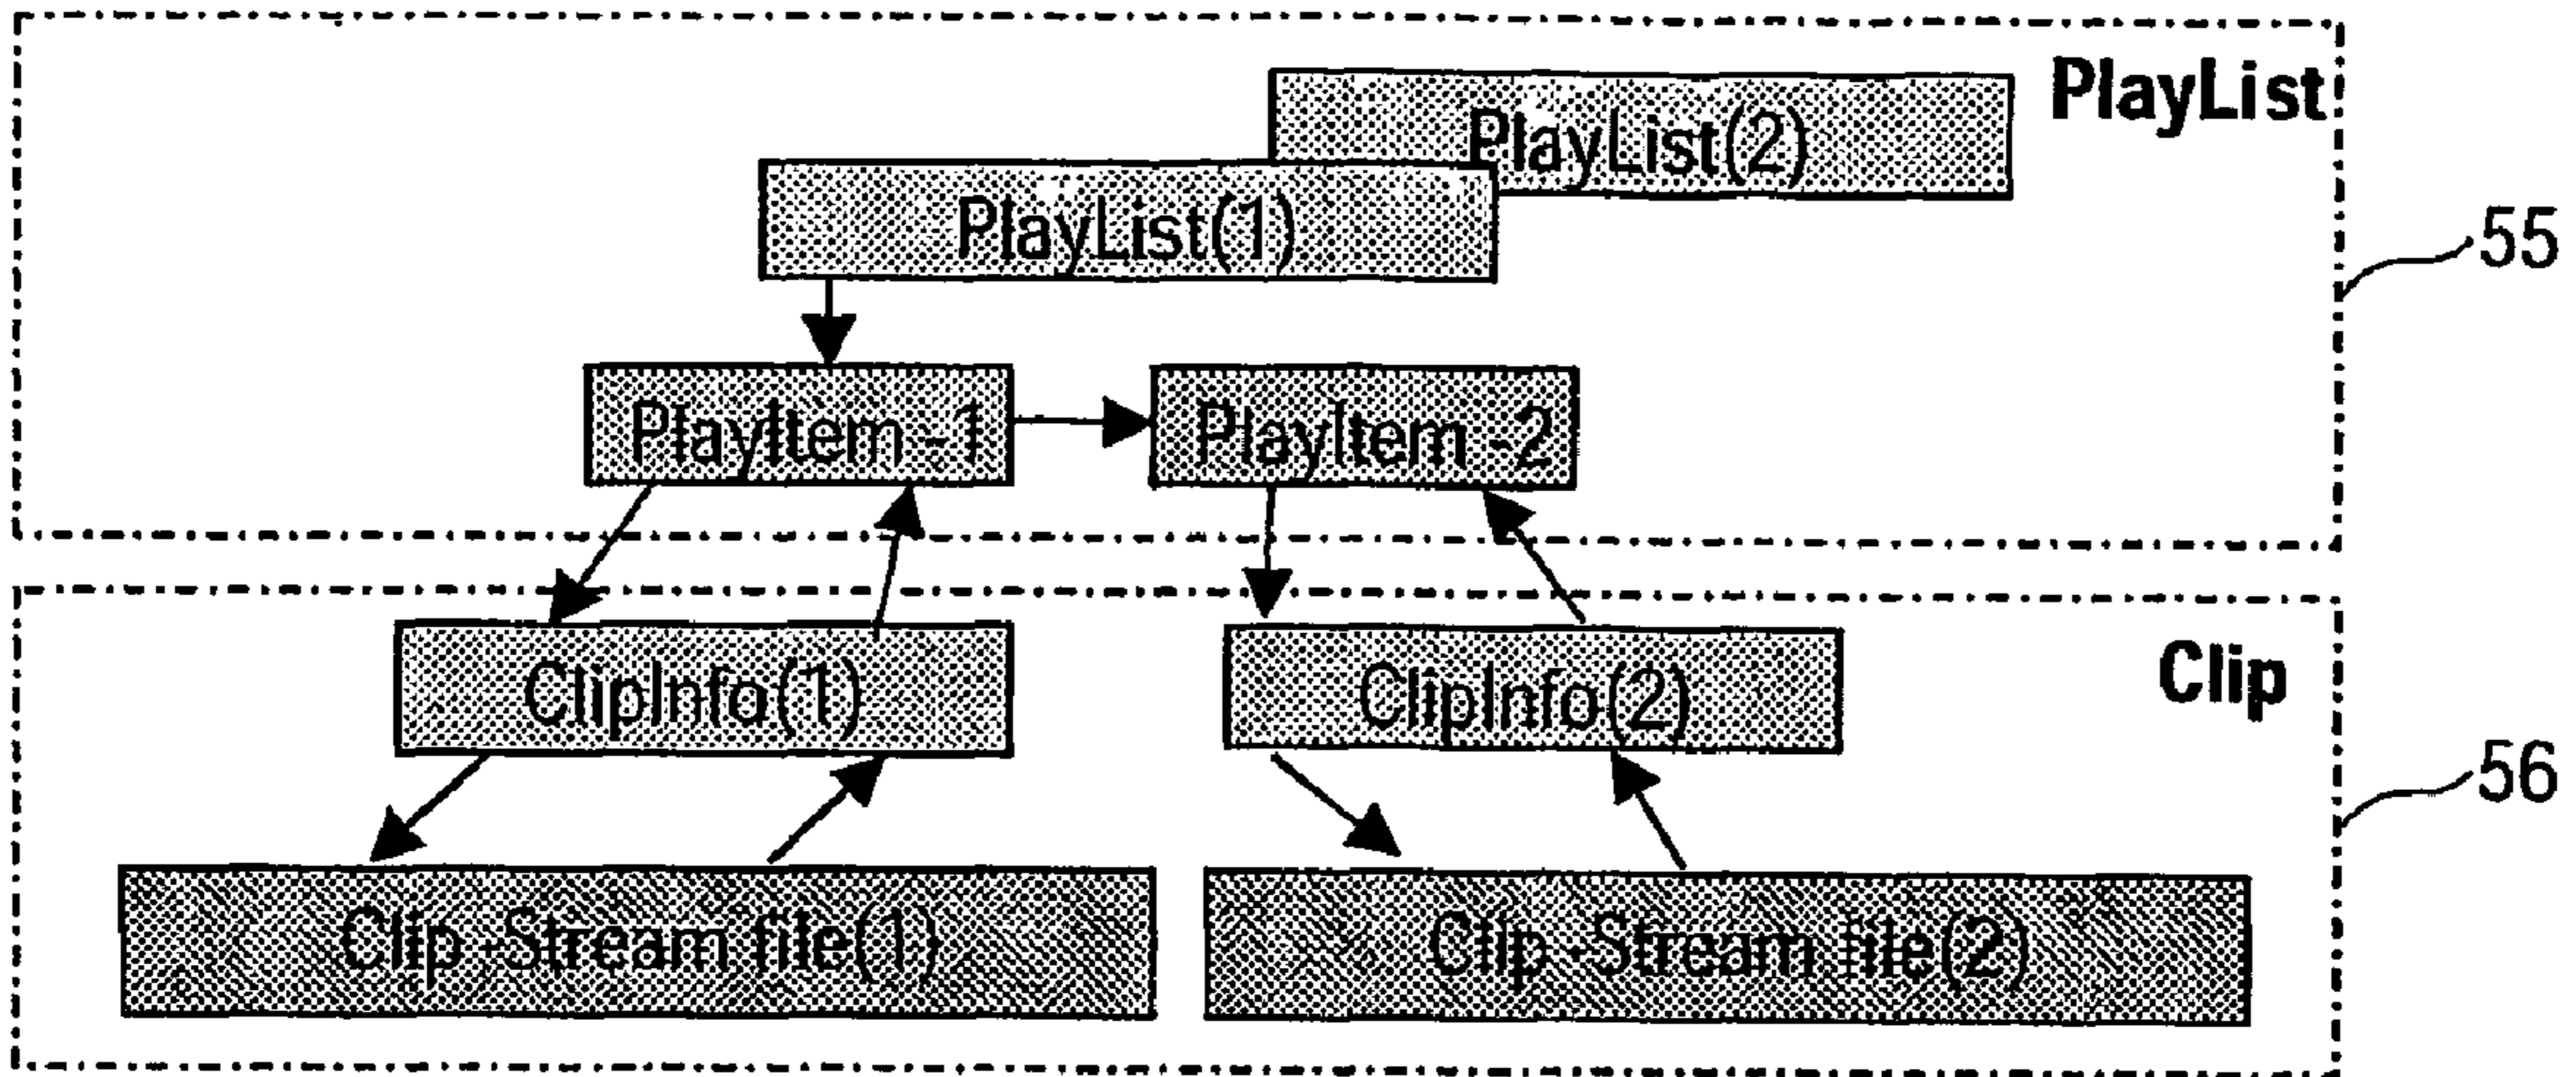 PlayList
PlayList(2)
PlayList(1)
55
PlayItem -1
PlayItem -2
Clip
ClipInfo(1)
ClipInfo(2)
56
Clip -Stream file(1)
Clip -Stream file(2)